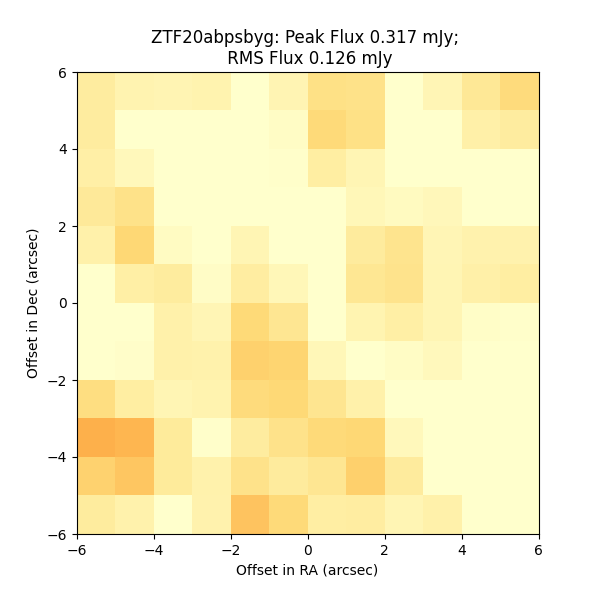 ZTF20abpsbyg: Peak Flux 0.317 mJy;
RMS Flux 0.126 mJy
6
4
2
0
−2
−4
−6
Offset in Dec (arcsec)
−6 −4 −2 0 2 4 6
Offset in RA (arcsec)